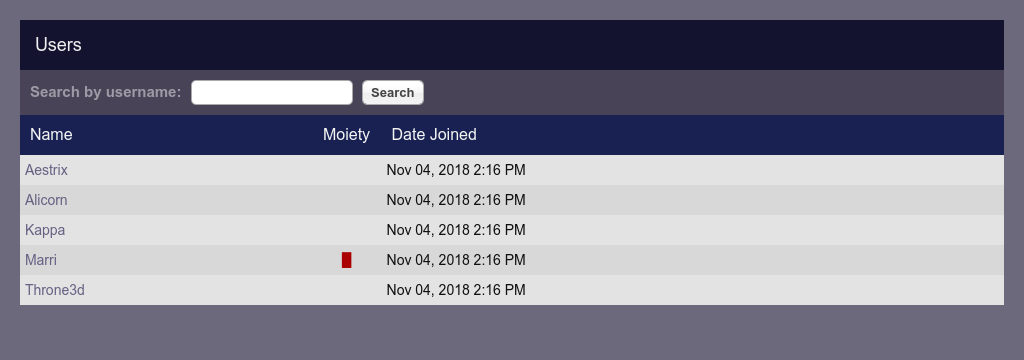 Users
Search by username: Search
Name Moiety Date Joined
Aestrix Nov 04, 2018 2:16 PM
Alicorn Nov 04, 2018 2:16 PM
Kappa Nov 04, 2018 2:16 PM
Marri Nov 04, 2018 2:16 PM
Throne3d Nov 04, 2018 2:16 PM